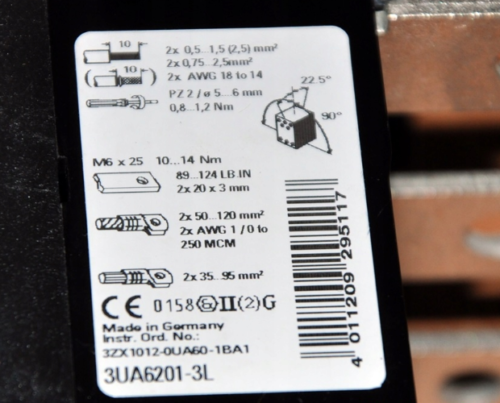 10
2x 0,5...1,5 (2,5) mm²
2x 0,75...2,5mm²
(10)
2x AWG 18 to 14
PZ 2 / ø 5...6 mm
0,8...1,2 Nm
22.5°
90°
M6 x 25 10...14 Nm
89...124 LB.IN
2x 20 x 3 mm
2x 50...120 mm²
2x AWG 1/0 to
250 MCM
2x 35...95 mm²
CE 0158 Ex II(2)G
Made in Germany
Instr. Ord. No.:
3ZX1012-0UA60-1BA1
3UA6201-3L
4 011209 295117